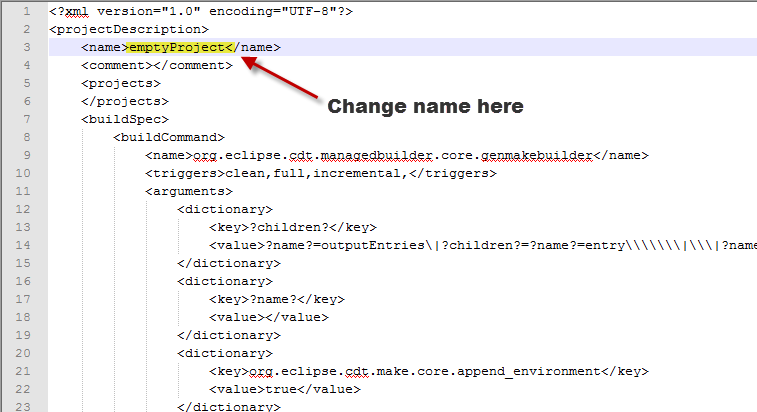 1 <?xml version="1.0" encoding="UTF-8"?>
2 <projectDescription>
3 <name>emptyProject</name>
4 <comment></comment>
5 <projects>
6 </projects>
Change name here
7 <buildSpec>
8 <buildCommand>
9 <name>org.eclipse.cdt.managedbuilder.core.genmakebuilder</name>
10 <triggers>clean,full,incremental,</triggers>
11 <arguments>
12 <dictionary>
13 <key>?children?</key>
14 <value>?name?=outputEntries\|?children?=?name?=entry\\\\\\\|\\\|?name
15 </dictionary>
16 <dictionary>
17 <key>?name?</key>
18 <value></value>
19 </dictionary>
20 <dictionary>
21 <key>org.eclipse.cdt.make.core.append_environment</key>
22 <value>true</value>
23 </dictionary>